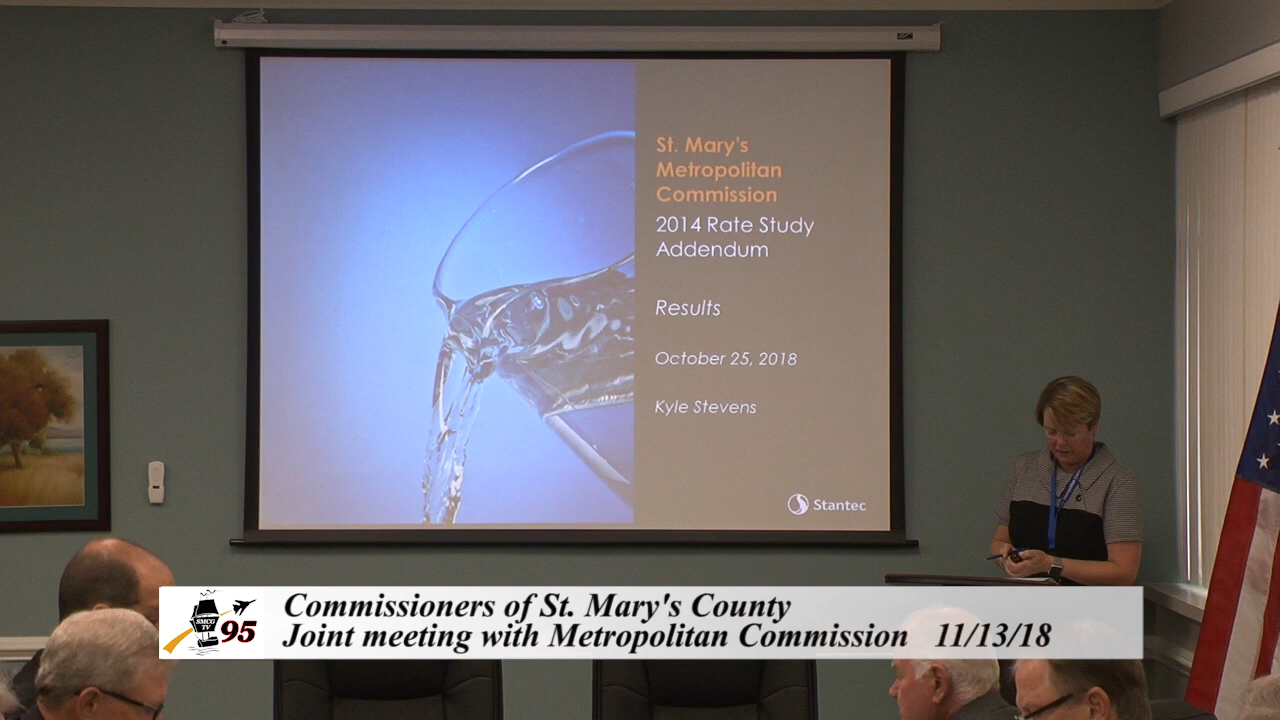 St. Mary's
Metropolitan
Commission
2014 Rate Study
Addendum
Results
October 25, 2018
Kyle Stevens
Stantec
SMCG
TV
95
Commissioners of St. Mary's County
Joint meeting with Metropolitan Commission 11/13/18